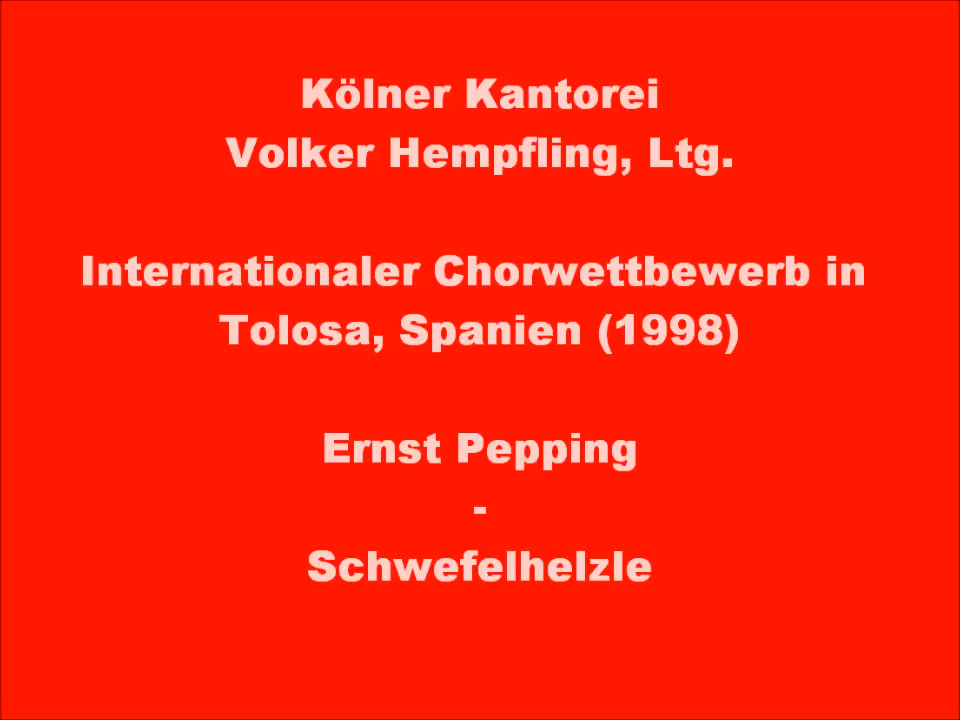 Kölner Kantorei
Volker Hempfling, Ltg.
Internationaler Chorwettbewerb in
Tolosa, Spanien (1998)
Ernst Pepping
-
Schwefelhelzle